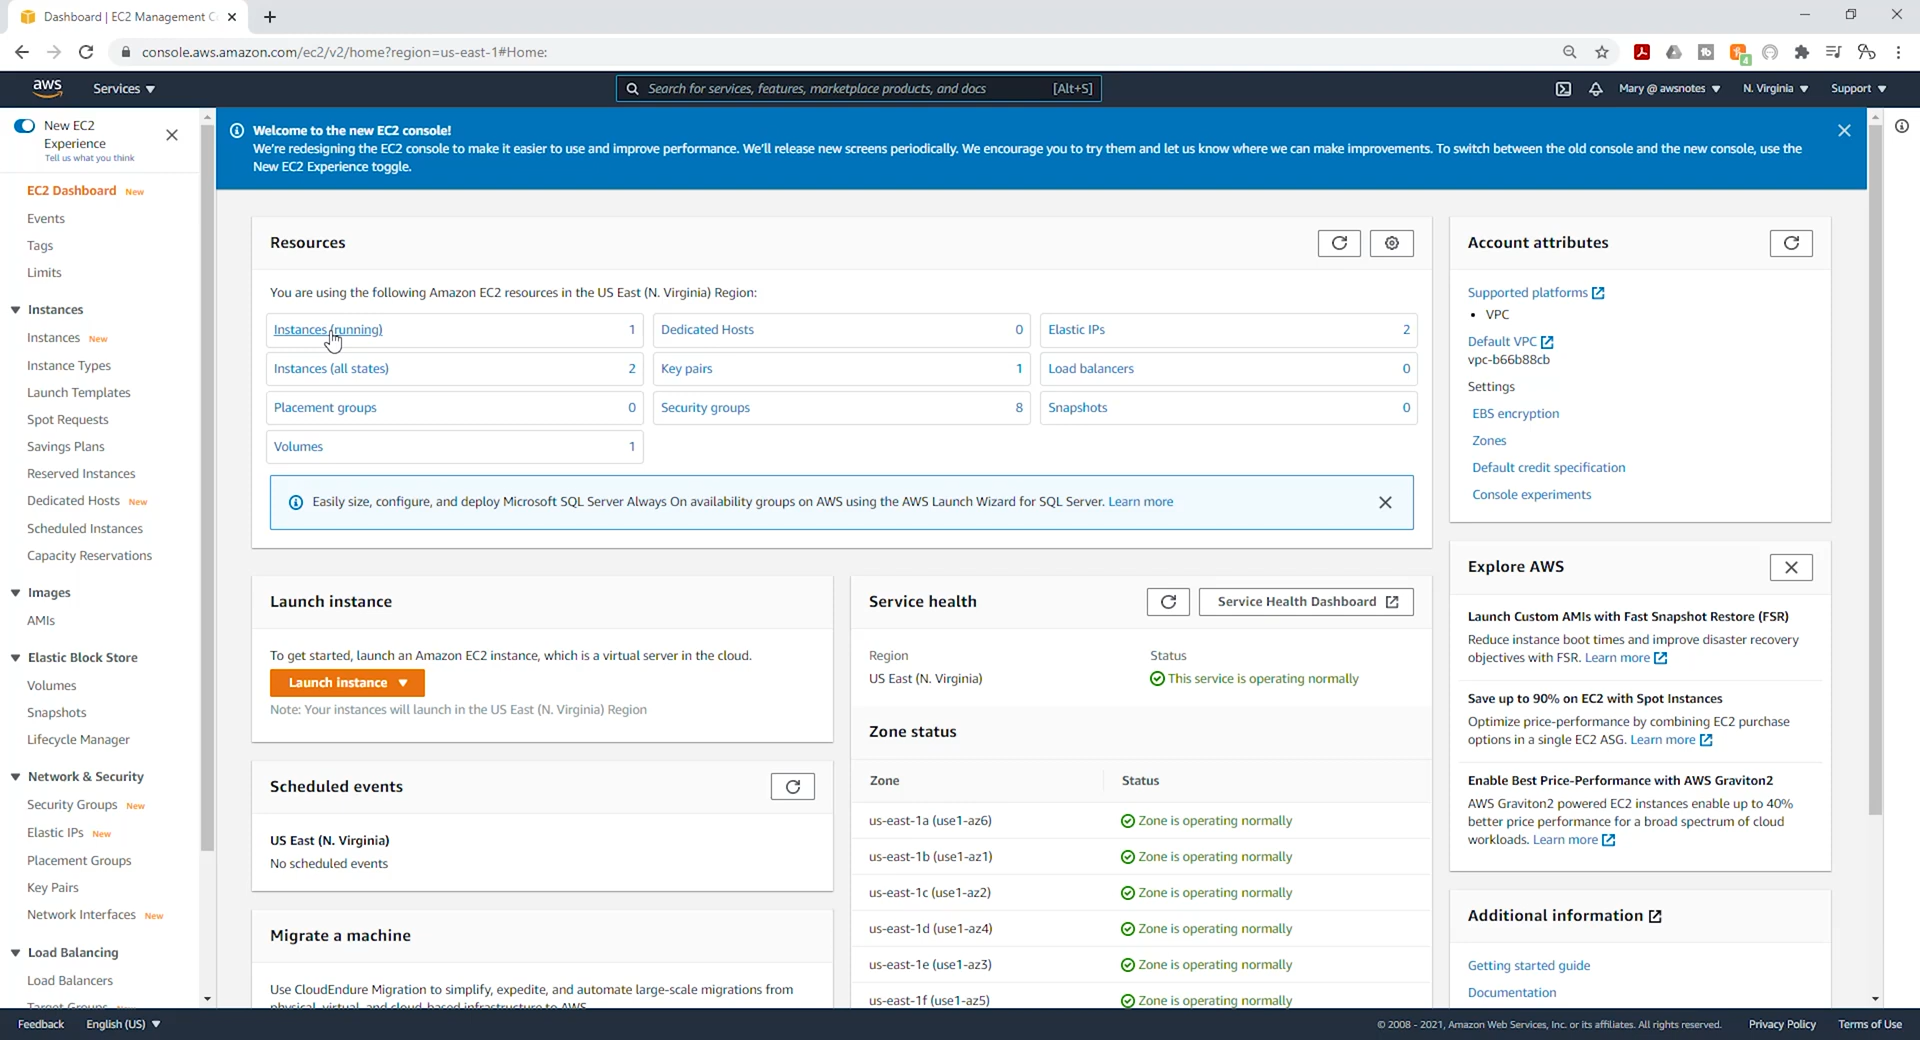 Dashboard | EC2 Management C
console.aws.amazon.com/ec2/v2/home?region=us-east-1#Home:
4
aws
Services
Search for services, features, marketplace products, and docs
[Alt+S]
Mary @ awsnotes
N. Virginia
Support
New EC2
Experience
Tell us what you think
EC2 Dashboard New
Events
Tags
Limits
Instances
Instances New
Instance Types
Launch Templates
Spot Requests
Savings Plans
Reserved Instances
Dedicated Hosts New
Scheduled Instances
Capacity Reservations
Images
AMIs
Elastic Block Store
Volumes
Snapshots
Lifecycle Manager
Network & Security
Security Groups New
Elastic IPs New
Placement Groups
Key Pairs
Network Interfaces New
Load Balancing
Load Balancers
Target Groups
Welcome to the new EC2 console!
We're redesigning the EC2 console to make it easier to use and improve performance. We'll release new screens periodically. We encourage you to try them and let us know where we can make improvements. To switch between the old console and the new console, use the
New EC2 Experience toggle.
Resources
You are using the following Amazon EC2 resources in the US East (N. Virginia) Region:
Instances (running) 1
Dedicated Hosts 0
Elastic IPs 2
Instances (all states) 2
Key pairs 1
Load balancers 0
Placement groups 0
Security groups 8
Snapshots 0
Volumes 1
Easily size, configure, and deploy Microsoft SQL Server Always On availability groups on AWS using the AWS Launch Wizard for SQL Server. Learn more
Launch instance
To get started, launch an Amazon EC2 instance, which is a virtual server in the cloud.
Launch instance
Note: Your instances will launch in the US East (N. Virginia) Region
Scheduled events
US East (N. Virginia)
No scheduled events
Migrate a machine
Use CloudEndure Migration to simplify, expedite, and automate large-scale migrations from
physical, virtual, and cloud-based infrastructure to AWS
Service health
Service Health Dashboard
Region
Status
US East (N. Virginia)
This service is operating normally
Zone status
Zone
Status
us-east-1a (use1-az6)
Zone is operating normally
us-east-1b (use1-az1)
Zone is operating normally
us-east-1c (use1-az2)
Zone is operating normally
us-east-1d (use1-az4)
Zone is operating normally
us-east-1e (use1-az3)
Zone is operating normally
us-east-1f (use1-az5)
Zone is operating normally
Account attributes
Supported platforms
• VPC
Default VPC
vpc-b66b88cb
Settings
EBS encryption
Zones
Default credit specification
Console experiments
Explore AWS
Launch Custom AMIs with Fast Snapshot Restore (FSR)
Reduce instance boot times and improve disaster recovery
objectives with FSR. Learn more
Save up to 90% on EC2 with Spot Instances
Optimize price-performance by combining EC2 purchase
options in a single EC2 ASG. Learn more
Enable Best Price-Performance with AWS Graviton2
AWS Graviton2 powered EC2 instances enable up to 40%
better price performance for a broad spectrum of cloud
workloads. Learn more
Additional information
Getting started guide
Documentation
Feedback
English (US)
© 2008 - 2021, Amazon Web Services, Inc. or its affiliates. All rights reserved.
Privacy Policy
Terms of Use